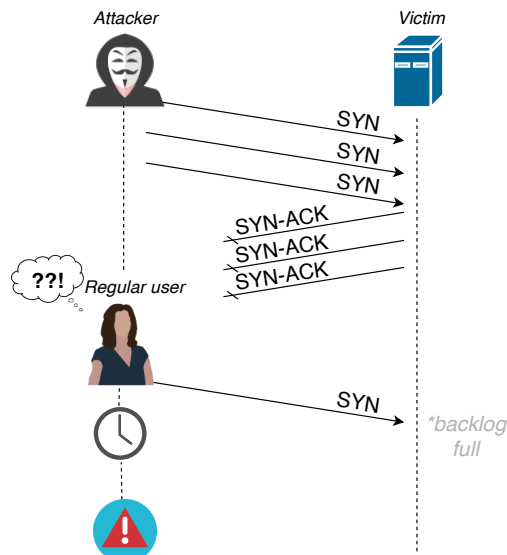 Attacker
Victim
SYN
SYN
SYN
SYN-ACK
SYN-ACK
SYN-ACK
??!
Regular user
SYN
*backlog
full